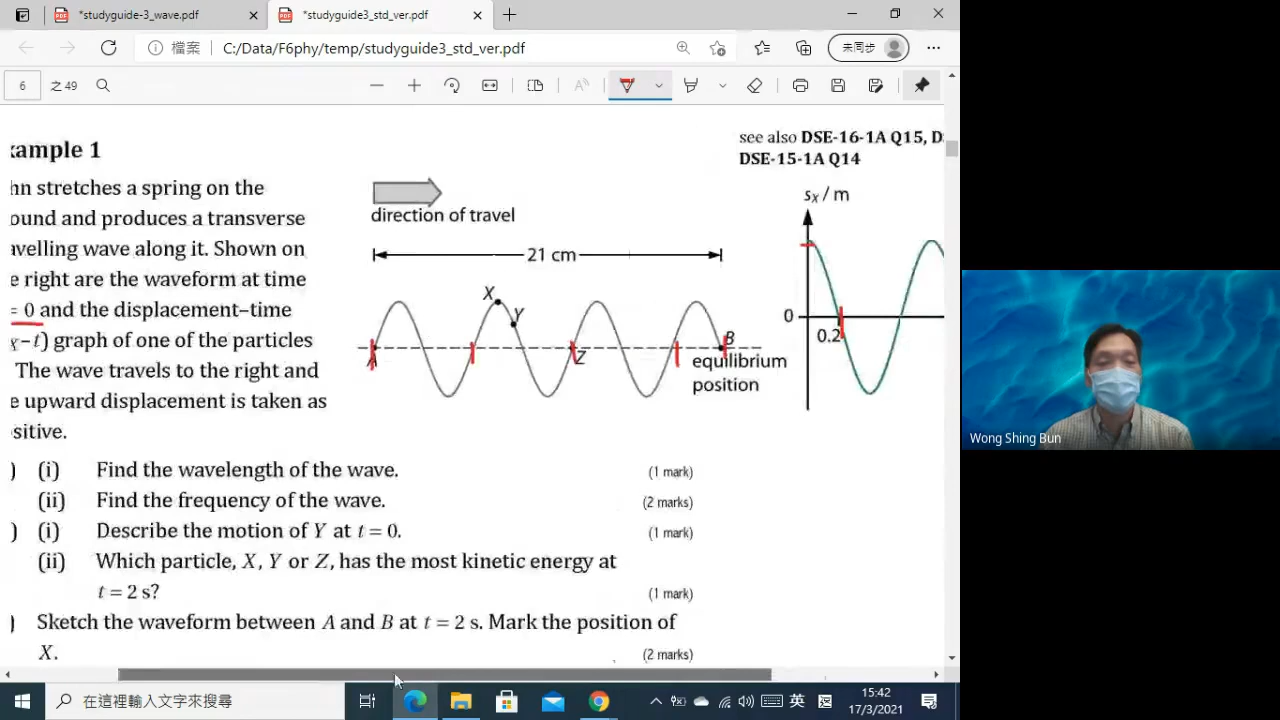 *studyguide-3_wave.pdf
*studyguide3_std_ver.pdf
檔案
C:/Data/F6phy/temp/studyguide3_std_ver.pdf
未同步
6
之 49
xample 1
hn stretches a spring on the
ound and produces a transverse
avelling wave along it. Shown on
e right are the waveform at time
= 0 and the displacement–time
x–t) graph of one of the particles
The wave travels to the right and
e upward displacement is taken as
sitive.
direction of travel
21 cm
X
Y
A
Z
B
equilibrium
position
see also DSE-16-1A Q15, D
DSE-15-1A Q14
sX / m
0
0.2
) (i) Find the wavelength of the wave. (1 mark)
(ii) Find the frequency of the wave. (2 marks)
) (i) Describe the motion of Y at t = 0. (1 mark)
(ii) Which particle, X, Y or Z, has the most kinetic energy at
t = 2 s? (1 mark)
) Sketch the waveform between A and B at t = 2 s. Mark the position of
X. (2 marks)
Wong Shing Bun
在這裡輸入文字來搜尋
英
15:42
17/3/2021